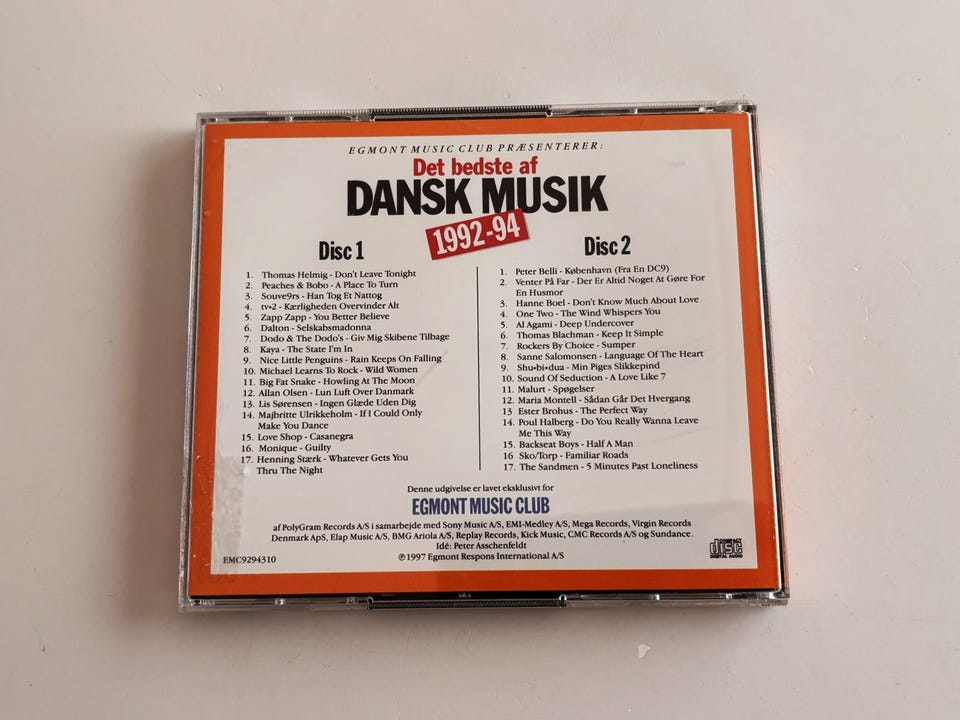 EGMONT MUSIC CLUB PRÆSENTERER:
Det bedste af
DANSK MUSIK
1992-94
Disc 1
1. Thomas Helmig - Don't Leave Tonight
2. Peaches & Bobo - A Place To Turn
3. Souve9rs - Han Tog Et Nattog
4. tv•2 - Kærligheden Overvinder Alt
5. Zapp Zapp - You Better Believe
6. Dalton - Selskabsmadonna
7. Dodo & The Dodo's - Giv Mig Skibene Tilbage
8. Kaya - The State I'm In
9. Nice Little Penguins - Rain Keeps On Falling
10. Michael Learns To Rock - Wild Women
11. Big Fat Snake - Howling At The Moon
12. Allan Olsen - Lun Luft Over Danmark
13. Lis Sørensen - Ingen Glæde Uden Dig
14. Majbritte Ulrikkeholm - If I Could Only
Make You Dance
15. Love Shop - Casanegra
16. Monique - Guilty
17. Henning Stærk - Whatever Gets You
Thru The Night
Disc 2
1. Peter Belli - København (Fra En DC9)
2. Venter På Far - Der Er Altid Noget At Gøre For
En Husmor
3. Hanne Boel - Don't Know Much About Love
4. One Two - The Wind Whispers You
5. Al Agami - Deep Undercover
6. Thomas Blachman - Keep It Simple
7. Rockers By Choice - Sumper
8. Sanne Salomonsen - Language Of The Heart
9. Shu•bi•dua - Min Piges Slikkepind
10. Sound Of Seduction - A Love Like 7
11. Malurt - Spøgelser
12. Maria Montell - Sådan Går Det Hvergang
13 Ester Brohus - The Perfect Way
14. Poul Halberg - Do You Really Wanna Leave
Me This Way
15. Backseat Boys - Half A Man
16 Sko/Torp - Familiar Roads
17. The Sandmen - 5 Minutes Past Loneliness
Denne udgivelse er lavet eksklusivt for
EGMONT MUSIC CLUB
af PolyGram Records A/S i samarbejde med Sony Music A/S, EMI-Medley A/S, Mega Records, Virgin Records
Denmark ApS, Elap Music A/S, BMG Ariola A/S, Replay Records, Kick Music, CMC Records A/S og Sundance.
Idé: Peter Asschenfeldt
℗ 1997 Egmont Respons International A/S
EMC9294310
COMPACT
disc
DIGITAL AUDIO